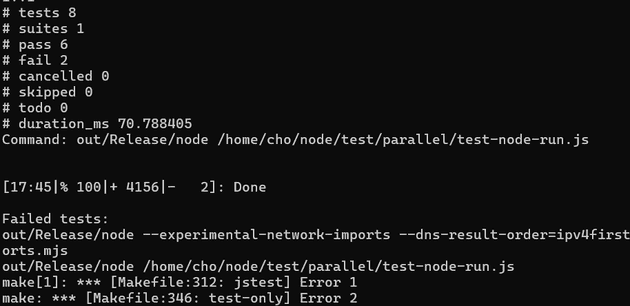 # tests 8
# suites 1
# pass 6
# fail 2
# cancelled 0
# skipped 0
# todo 0
# duration_ms 70.788405
Command: out/Release/node /home/cho/node/test/parallel/test-node-run.js
[17:45|% 100|+ 4156|-   2]: Done
Failed tests:
out/Release/node --experimental-network-imports --dns-result-order=ipv4first
orts.mjs
out/Release/node /home/cho/node/test/parallel/test-node-run.js
make[1]: *** [Makefile:312: jstest] Error 1
make: *** [Makefile:346: test-only] Error 2